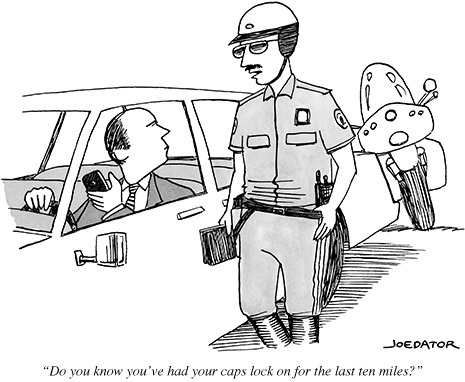 JOEDATOR
“Do you know you’ve had your caps lock on for the last ten miles?”